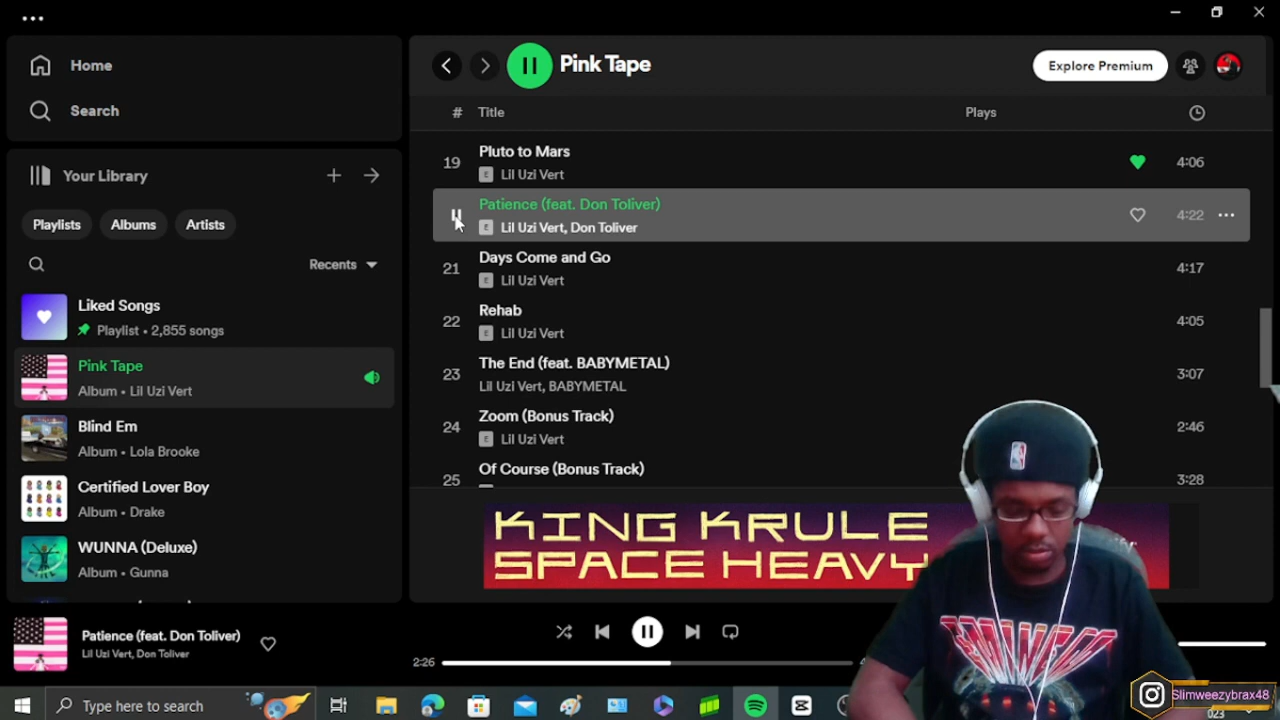 Home
Pink Tape
Explore Premium
Search
# Title Plays
19 Pluto to Mars 4:06
E Lil Uzi Vert
Your Library
Patience (feat. Don Toliver) 4:22
E Lil Uzi Vert, Don Toliver
Playlists Albums Artists
21 Days Come and Go 4:17
E Lil Uzi Vert
Recents
22 Rehab 4:05
E Lil Uzi Vert
Liked Songs
Playlist • 2,855 songs
23 The End (feat. BABYMETAL) 3:07
Lil Uzi Vert, BABYMETAL
Pink Tape
Album • Lil Uzi Vert
24 Zoom (Bonus Track) 2:46
E Lil Uzi Vert
Blind Em
Album • Lola Brooke
25 Of Course (Bonus Track) 3:28
Certified Lover Boy
Album • Drake
KING KRULE
SPACE HEAVY
WUNNA (Deluxe)
Album • Gunna
Patience (feat. Don Toliver)
Lil Uzi Vert, Don Toliver
2:26
Type here to search
Slimweezybrax48
023